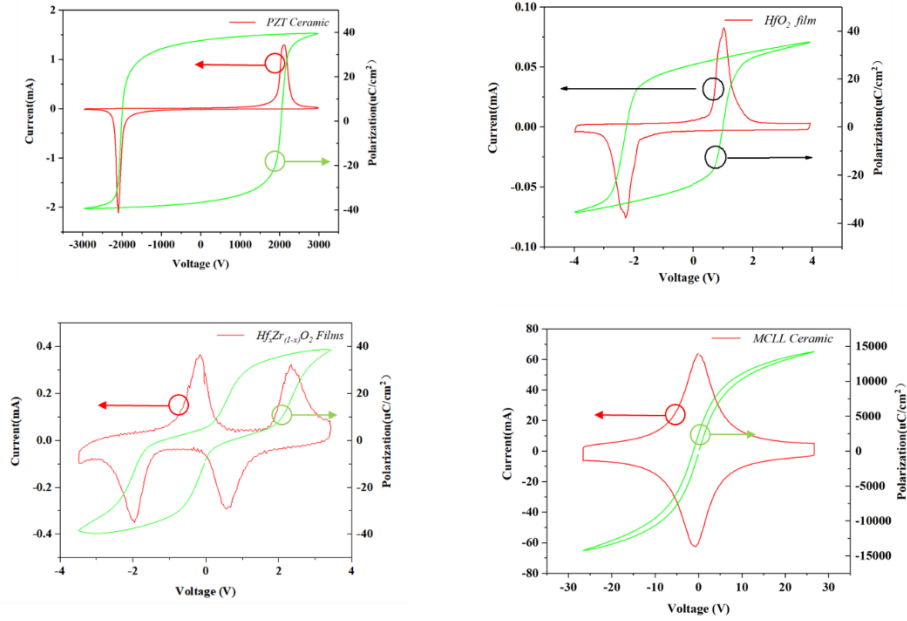 PZT Ceramic
2
1
0
-1
-2
Current(mA)
40
20
0
-20
-40
Polarization(uC/cm²)
-3000 -2000 1000 0 1000 2000 3000
Voltage (V)
HfO₂ film
0.10
0.05
0.00
-0.05
-0.10
Current(mA)
40
20
0
-20
-40
Polarization(uC/cm²)
-4 -2 0 2 4
Voltage (V)
HfₓZr₍₁₋ₓ₎O₂ Films
0.4
0.2
0.0
-0.2
-0.4
Current(mA)
40
20
0
-20
-40
Polarization(uC/cm²)
-4 -2 0 2 4
Voltage (V)
MCLL Ceramic
80
60
40
20
0
-20
-40
-60
-80
Current(mA)
15000
10000
5000
0
5000
10000
-15000
Polarization(uC/cm²)
-30 -20 -10 0 10 20 30
Voltage (V)